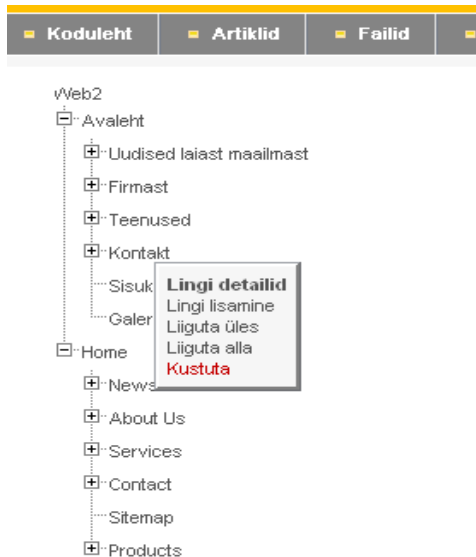 Koduleht Artiklid Failid
Web2
Avaleht
Uudised laiast maailmast
Firmast
Teenused
Kontakt
Sisuk
Galer
Lingi detailid
Lingi lisamine
Liiguta üles
Liiguta alla
Kustuta
Home
News
About Us
Services
Contact
Sitemap
Products